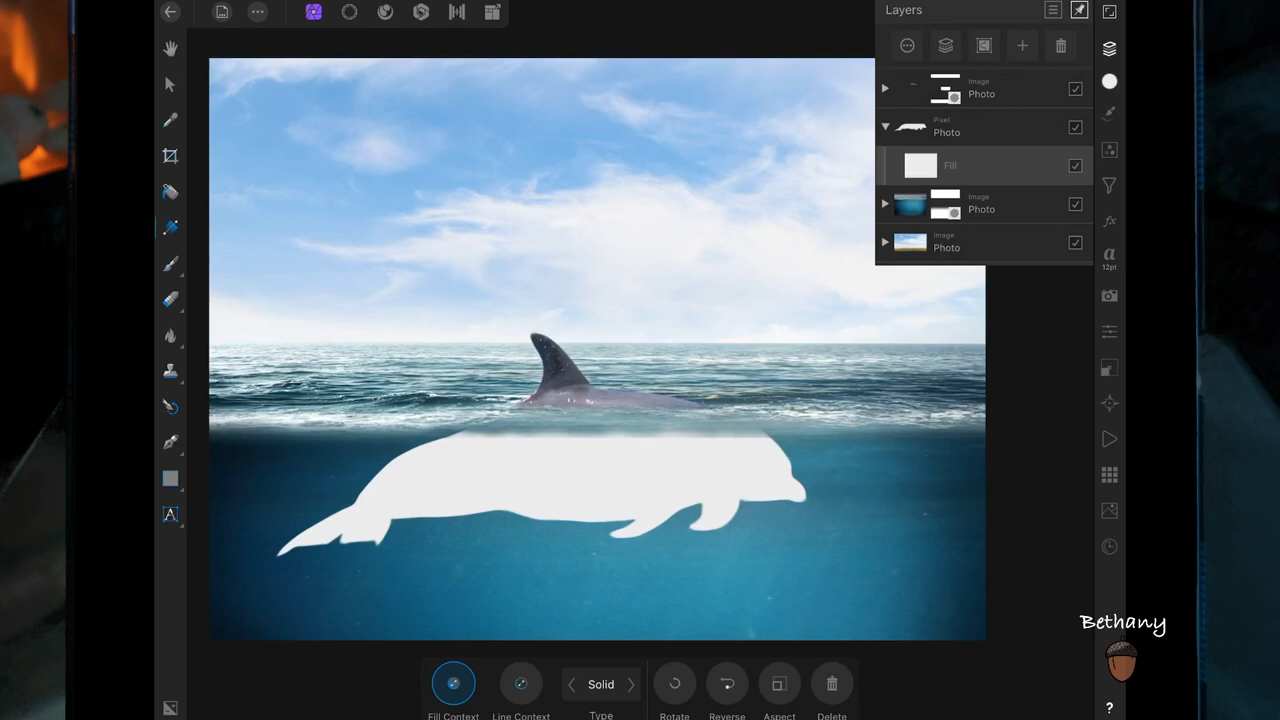 Layers
Image
Photo
Pixel
Photo
Fill
Image
Photo
Image
Photo
a
12pt
A
Bethany
?
Solid
Fill Context
Line Context
Type
Rotate
Reverse
Aspect
Delete